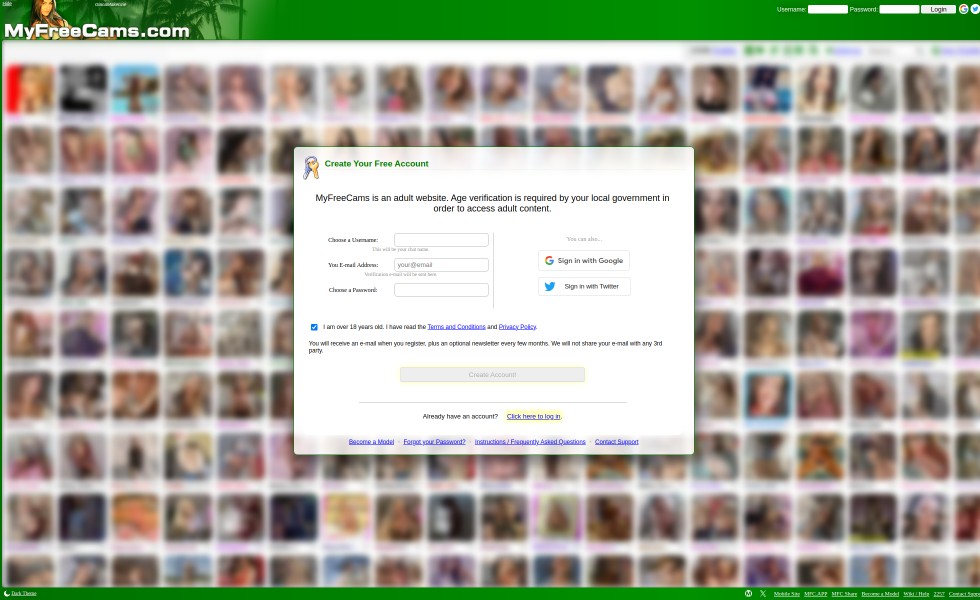 Username:
Password:
Login
MyFreeCams.com
Create Your Free Account
MyFreeCams is an adult website. Age verification is required by your local government in
order to access adult content.
Choose a Username:
This will be your chat name.
You E-mail Address:
your@email
Verification e-mail will be sent here.
Choose a Password:
You can also...
Sign in with Google
Sign in with Twitter
I am over 18 years old. I have read the Terms and Conditions and Privacy Policy.
You will receive an e-mail when you register, plus an optional newsletter every few months. We will not share your e-mail with any 3rd
party.
Create Account!
Already have an account? Click here to log in.
Become a Model - Forgot your Password? - Instructions / Frequently Asked Questions - Contact Support
Dark Theme
Mobile Site
MFC.APP
MFC Share
Become a Model
Wiki / Help
2257